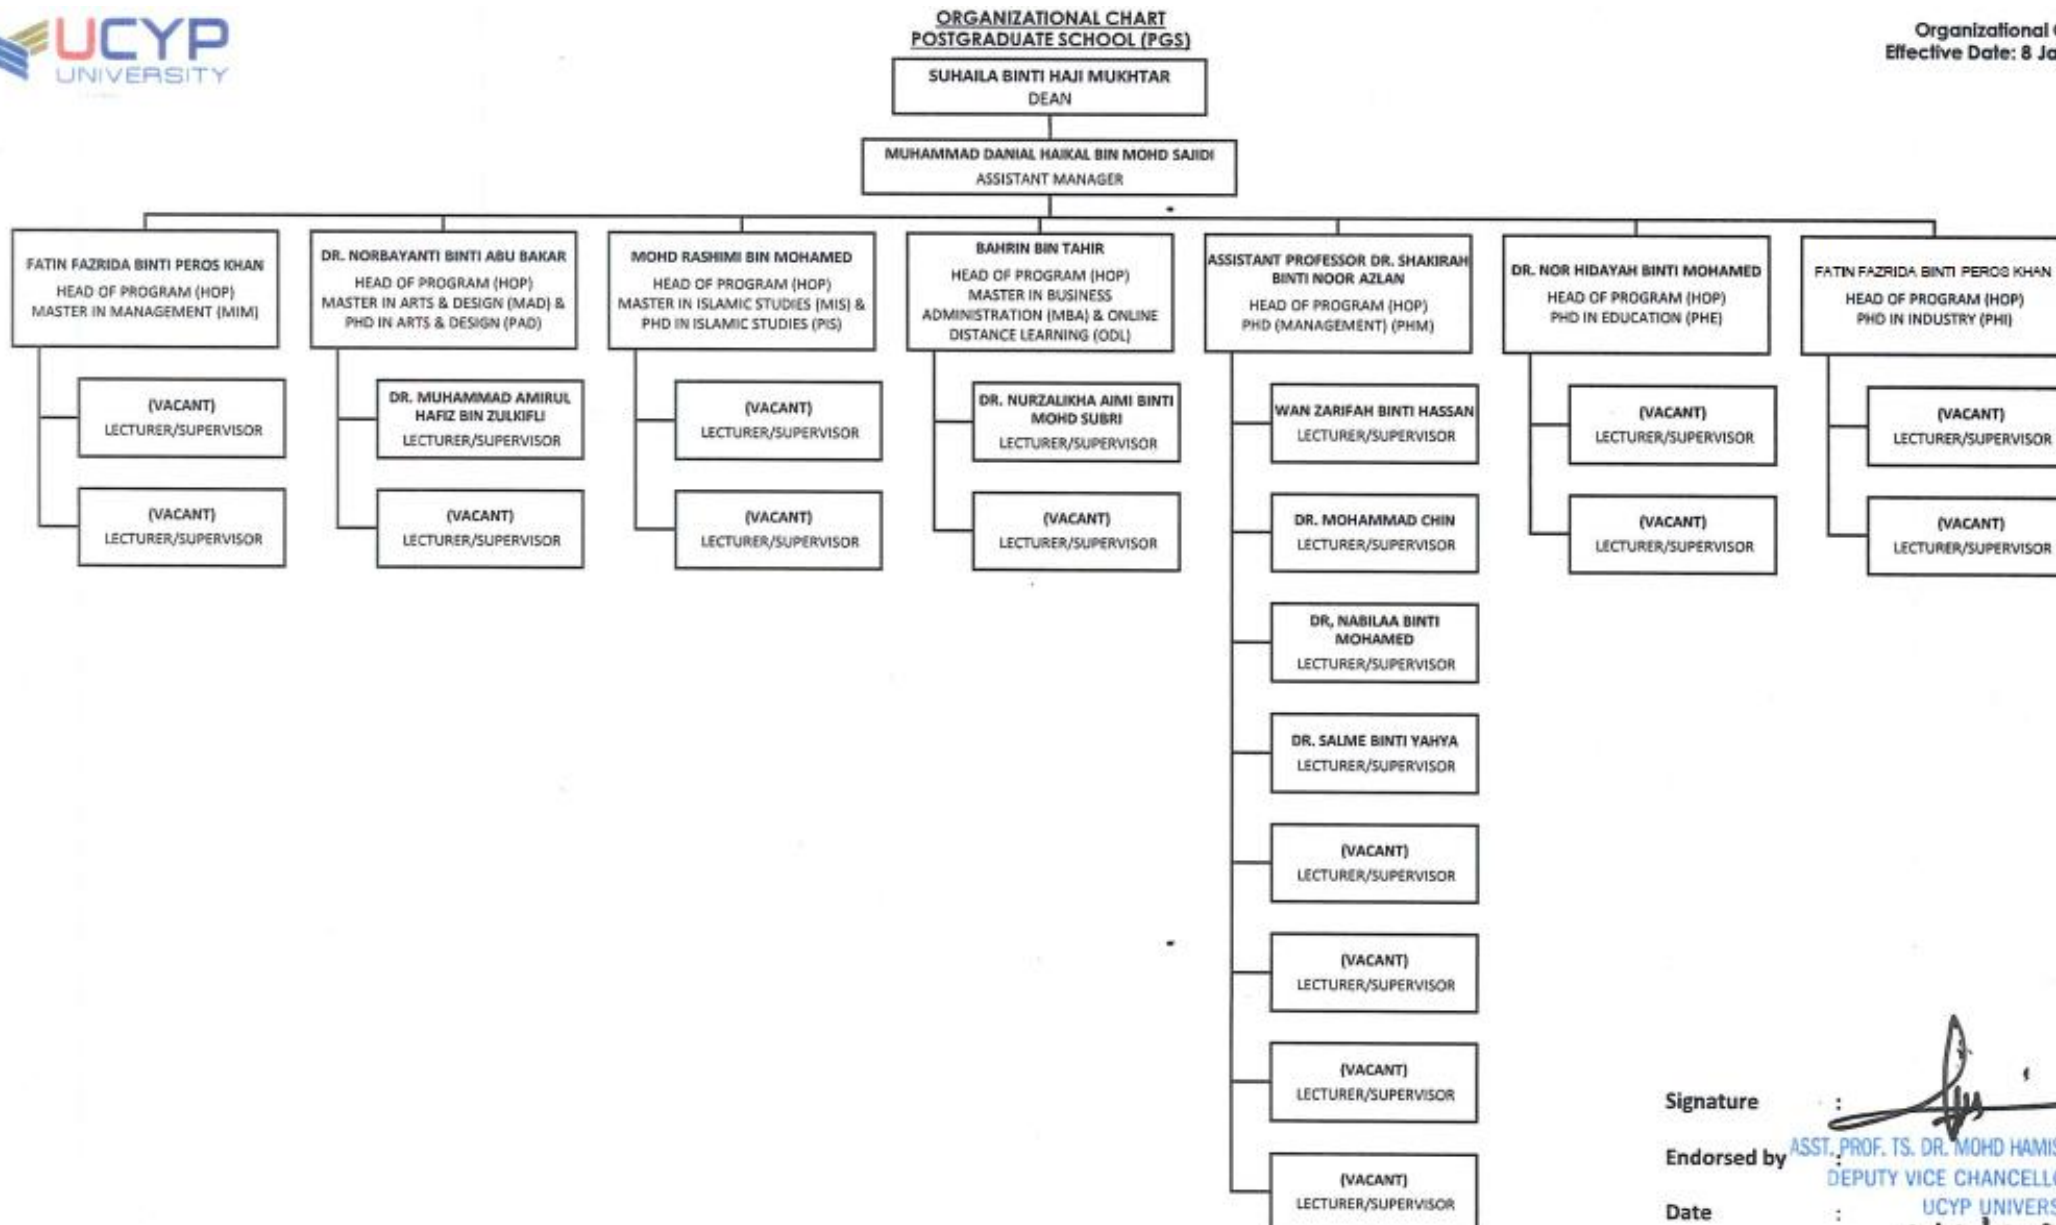 UCYP
UNIVERSITY
ORGANIZATIONAL CHART
POSTGRADUATE SCHOOL (PGS)
Organizational
Effective Date: 8 Ja
SUHAILA BINTI HAJI MUKHTAR
DEAN
MUHAMMAD DANIAL HAIKAL BIN MOHD SAJIDI
ASSISTANT MANAGER
FATIN FAZRIDA BINTI PEROS KHAN
HEAD OF PROGRAM (HOP)
MASTER IN MANAGEMENT (MIM)
(VACANT)
LECTURER/SUPERVISOR
(VACANT)
LECTURER/SUPERVISOR
DR. NORBAYANTI BINTI ABU BAKAR
HEAD OF PROGRAM (HOP)
MASTER IN ARTS & DESIGN (MAD) &
PHD IN ARTS & DESIGN (PAD)
DR. MUHAMMAD AMIRUL
HAFIZ BIN ZULKIFLI
LECTURER/SUPERVISOR
(VACANT)
LECTURER/SUPERVISOR
MOHD RASHIMI BIN MOHAMED
HEAD OF PROGRAM (HOP)
MASTER IN ISLAMIC STUDIES (MIS) &
PHD IN ISLAMIC STUDIES (PIS)
(VACANT)
LECTURER/SUPERVISOR
(VACANT)
LECTURER/SUPERVISOR
BAHRIN BIN TAHIR
HEAD OF PROGRAM (HOP)
MASTER IN BUSINESS
ADMINISTRATION (MBA) & ONLINE
DISTANCE LEARNING (ODL)
DR. NURZALIKHA AIMI BINTI
MOHD SUBRI
LECTURER/SUPERVISOR
(VACANT)
LECTURER/SUPERVISOR
ASSISTANT PROFESSOR DR. SHAKIRAH
BINTI NOOR AZLAN
HEAD OF PROGRAM (HOP)
PHD (MANAGEMENT) (PHM)
WAN ZARIFAH BINTI HASSAN
LECTURER/SUPERVISOR
DR. MOHAMMAD CHIN
LECTURER/SUPERVISOR
DR, NABILAA BINTI
MOHAMED
LECTURER/SUPERVISOR
DR. SALME BINTI YAHYA
LECTURER/SUPERVISOR
(VACANT)
LECTURER/SUPERVISOR
(VACANT)
LECTURER/SUPERVISOR
(VACANT)
LECTURER/SUPERVISOR
(VACANT)
LECTURER/SUPERVISOR
DR. NOR HIDAYAH BINTI MOHAMED
HEAD OF PROGRAM (HOP)
PHD IN EDUCATION (PHE)
(VACANT)
LECTURER/SUPERVISOR
(VACANT)
LECTURER/SUPERVISOR
FATIN FAZRIDA BINTI PEROS KHAN
HEAD OF PROGRAM (HOP)
PHD IN INDUSTRY (PHI)
(VACANT)
LECTURER/SUPERVISOR
(VACANT)
LECTURER/SUPERVISOR
Signature :
Endorsed by : ASST. PROF. TS. DR. MOHD HAMIS
DEPUTY VICE CHANCELL
UCYP UNIVERS
Date :